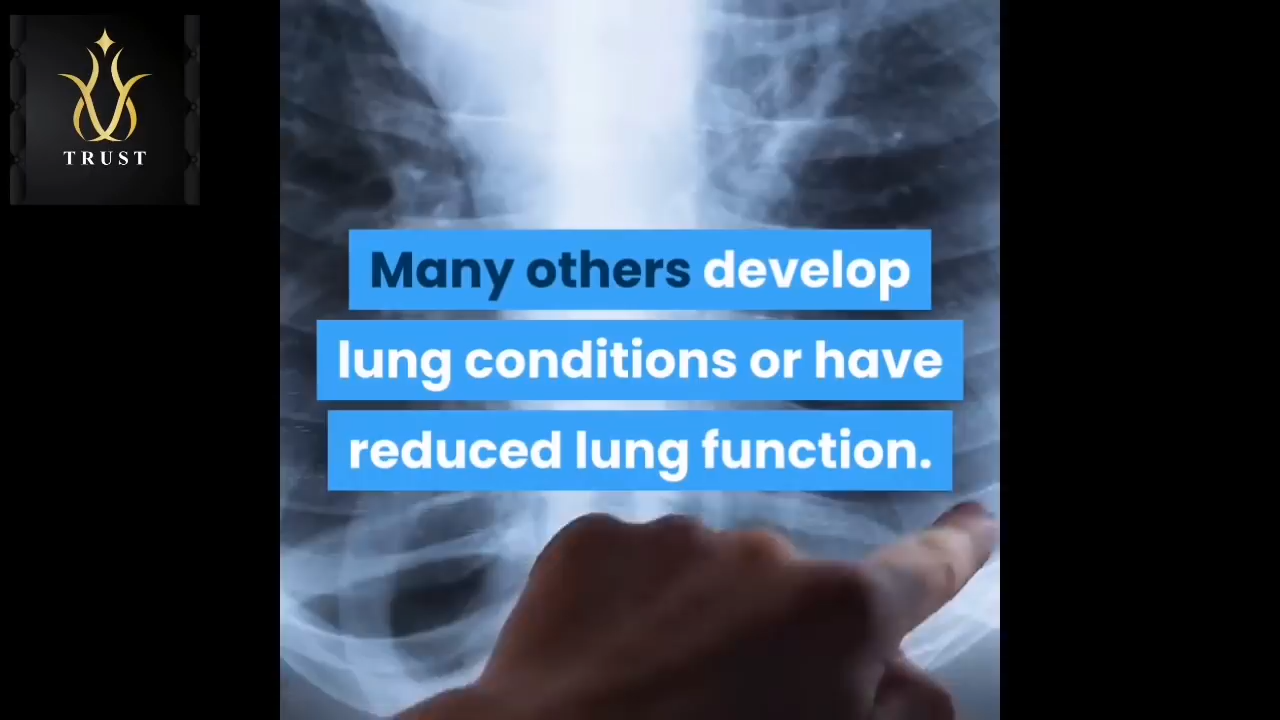 TRUST
Many others develop
lung conditions or have
reduced lung function.